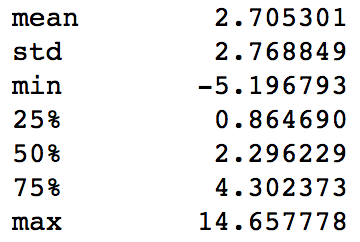 mean 2.705301
std 2.768849
min -5.196793
25% 0.864690
50% 2.296229
75% 4.302373
max 14.657778